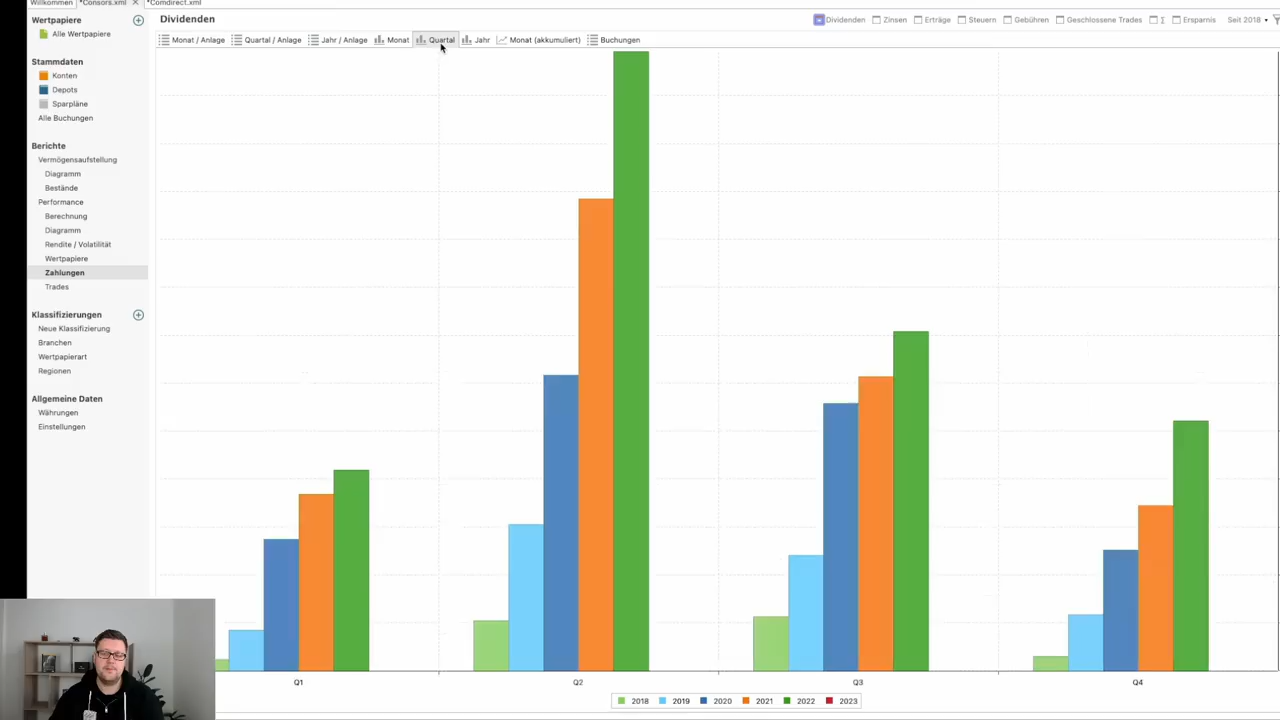 Willkommen *Consors.xml *Comdirect.xml
Wertpapiere
Alle Wertpapiere
Stammdaten
Konten
Depots
Sparpläne
Alle Buchungen
Berichte
Vermögensaufstellung
Diagramm
Bestände
Performance
Berechnung
Diagramm
Rendite / Volatilität
Wertpapiere
Zahlungen
Trades
Klassifizierungen
Neue Klassifizierung
Branchen
Wertpapierart
Regionen
Allgemeine Daten
Währungen
Einstellungen
Dividenden
Dividenden Zinsen Erträge Steuern Gebühren Geschlossene Trades Σ Ersparnis Seit 2018
Monat / Anlage Quartal / Anlage Jahr / Anlage Monat Quartal Jahr Monat (akkumuliert) Buchungen
Q1 Q2 Q3 Q4
2018 2019 2020 2021 2022 2023